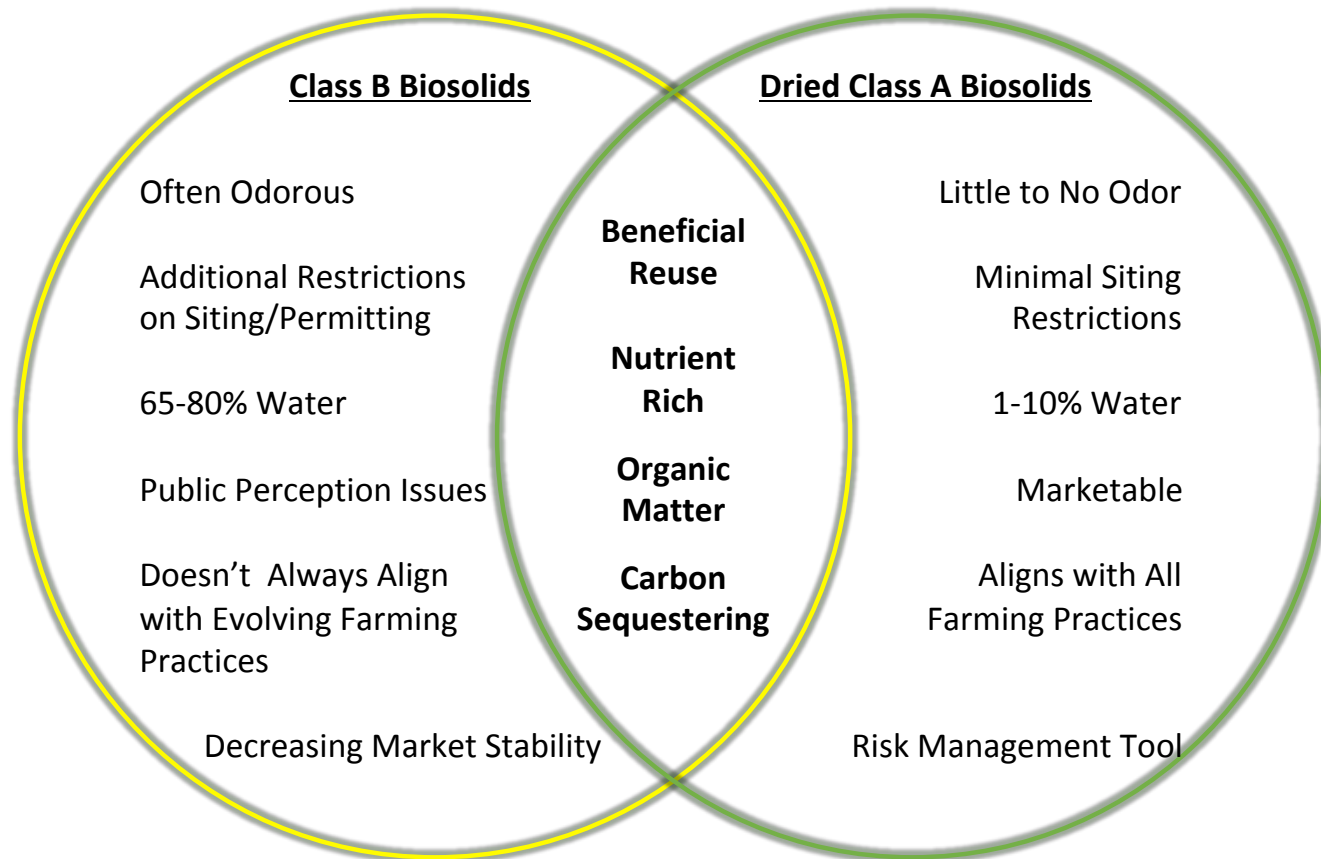 Class B Biosolids
Often Odorous
Additional Restrictions
on Siting/Permitting
65-80% Water
Public Perception Issues
Doesn’t  Always Align
with Evolving Farming
Practices
Decreasing Market Stability
Beneficial
Reuse
Nutrient
Rich
Organic
Matter
Carbon
Sequestering
Dried Class A Biosolids
Little to No Odor
Minimal Siting
Restrictions
1-10% Water
Marketable
Aligns with All
Farming Practices
Risk Management Tool